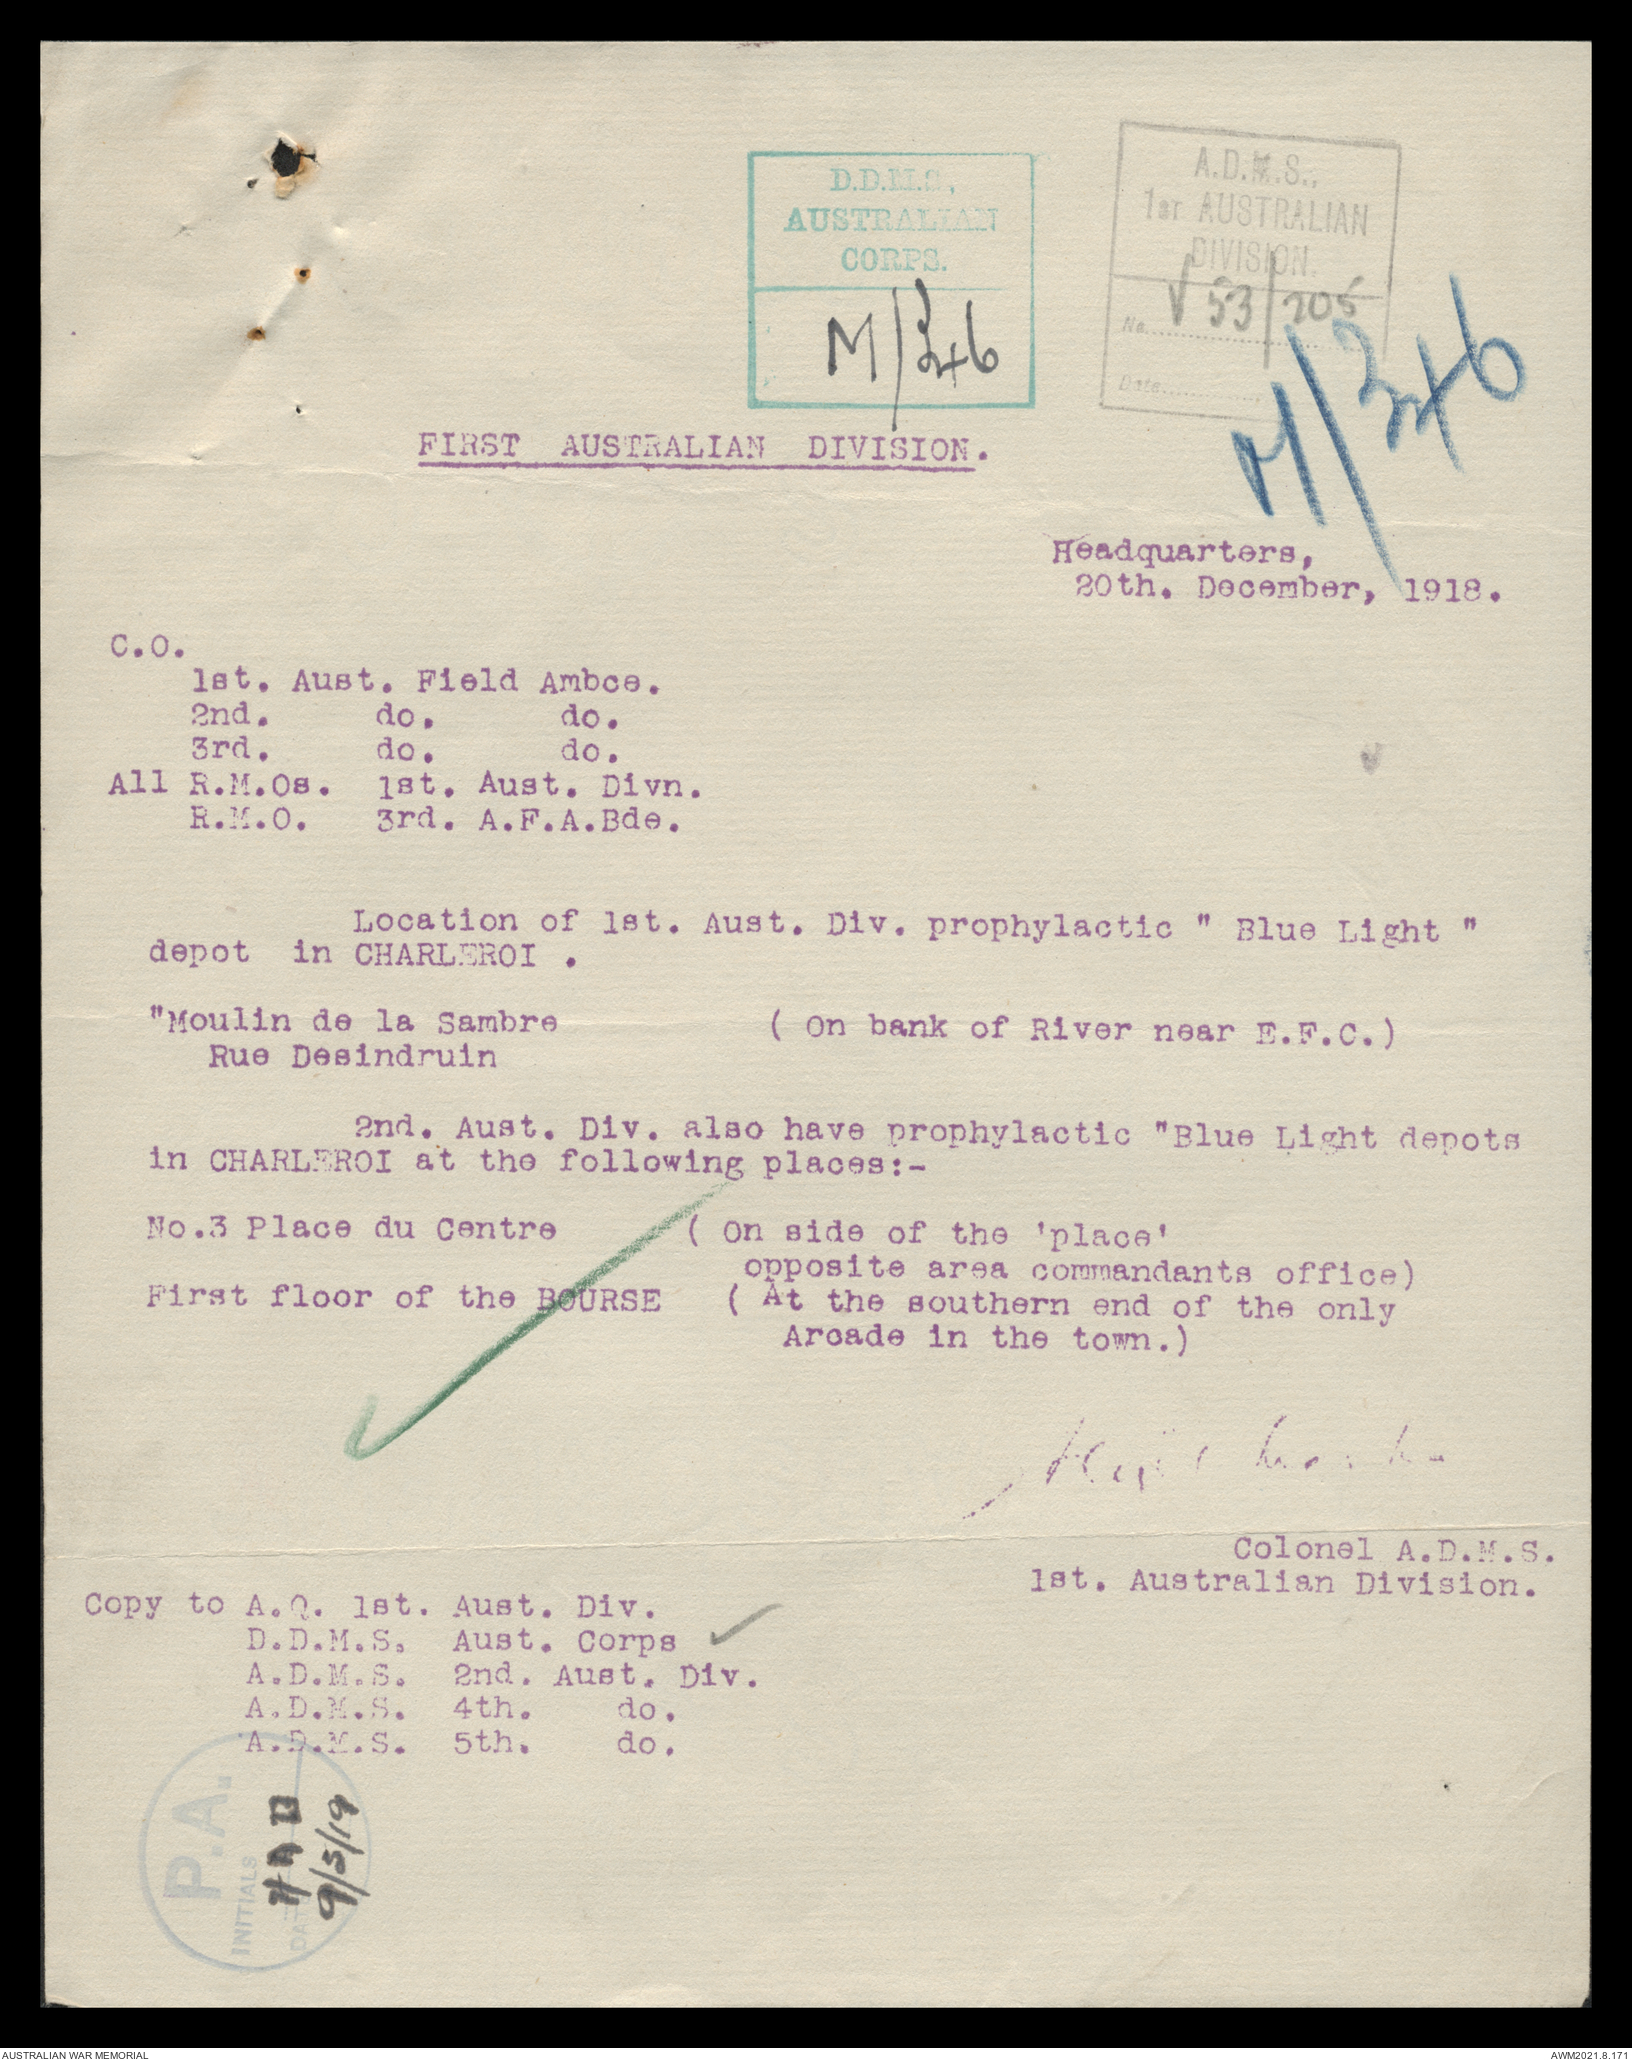 D.D.M.S.,
AUSTRALIAN
CORPS.
M/346
A.D.M.S.,
1ST AUSTRALIAN
DIVISION.
No. 53/205
Date
M/346
FIRST AUSTRALIAN DIVISION.
Headquarters,
20th. December, 1918.
C.O.
1st. Aust. Field Ambce.
2nd. do. do.
3rd. do. do.
All R.M.Os. 1st. Aust. Divn.
R.M.O. 3rd. A.F.A.Bde.
Location of 1st. Aust. Div. prophylactic " Blue Light "
depot in CHARLEROI .
"Moulin de la Sambre ( On bank of River near E.F.C.)
Rue Desindruin
2nd. Aust. Div. also have prophylactic "Blue Light depots
in CHARLEROI at the following places:-
No.3 Place du Centre ( On side of the 'place'
opposite area commandants office)
First floor of the BOURSE ( At the southern end of the only
Arcade in the town.)
Colonel A.D.M.S.
1st. Australian Division.
Copy to A.Q. 1st. Aust. Div.
D.D.M.S. Aust. Corps
A.D.M.S. 2nd. Aust. Div.
A.D.M.S. 4th. do.
A.D.M.S. 5th. do.
P.A.
INITIALS
9/5/19
AUSTRALIAN WAR MEMORIAL
AWM2021.8.171